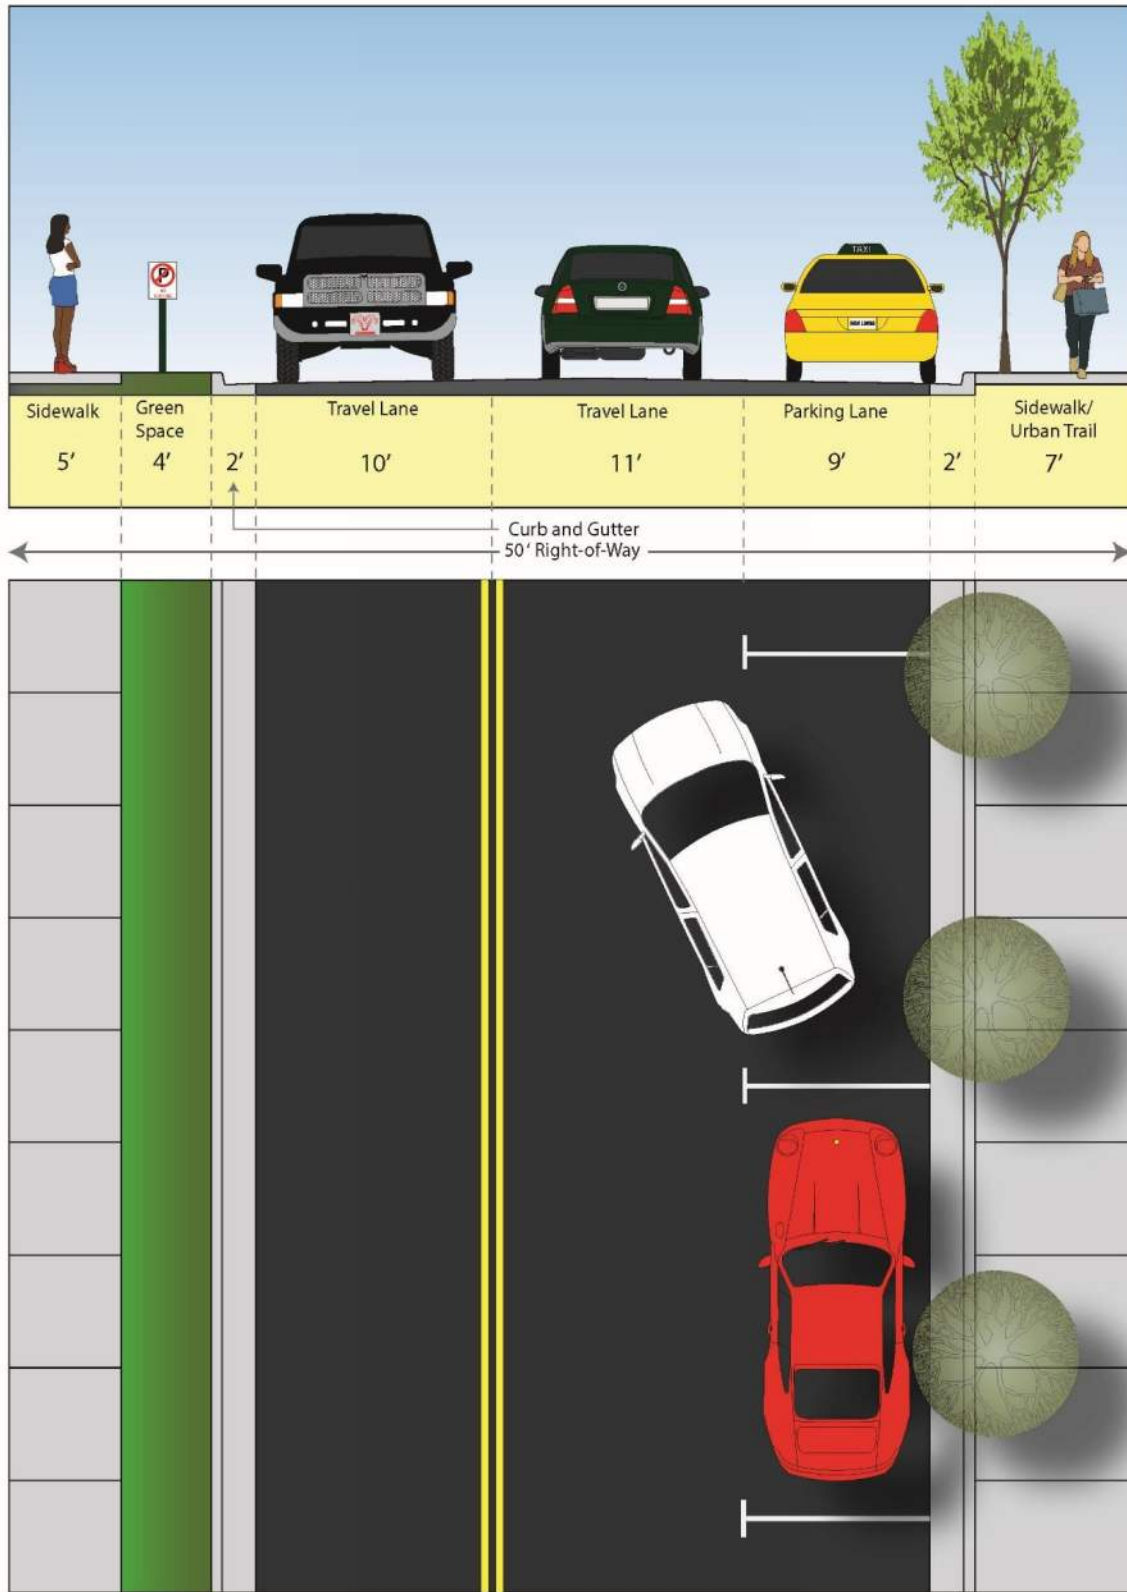 TAXI
P
Sidewalk
5'
Green
Space
4'
2'
Travel Lane
10'
Travel Lane
11'
Parking Lane
9'
2'
Sidewalk/
Urban Trail
7'
Curb and Gutter
50' Right-of-Way